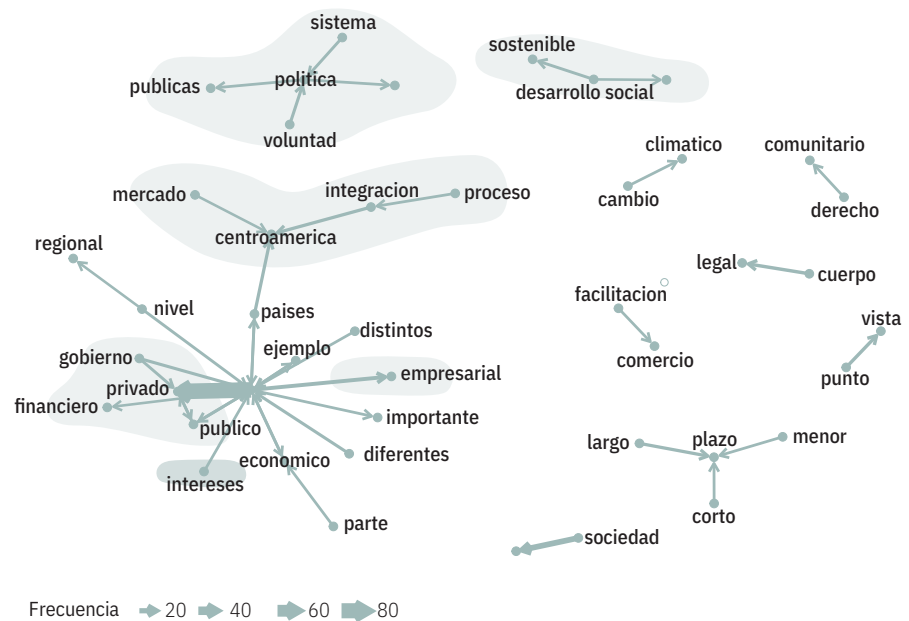 sistema
sostenible
publicas
politica
desarrollo social
voluntad
climatico
comunitario
mercado
integracion
proceso
cambio
derecho
centroamerica
regional
legal
cuerpo
facilitacion
nivel
paises
distintos
vista
ejemplo
gobierno
comercio
privado
empresarial
punto
financiero
importante
publico
largo
plazo
menor
economico
diferentes
intereses
corto
parte
sociedad
Frecuencia 20 40 60 80